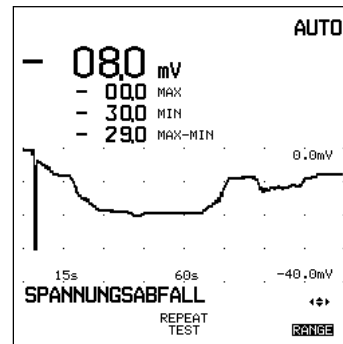 AUTO
- 08.0 mV
- 00.0 MAX
- 30.0 MIN
- 29.0 MAX-MIN
0.0mV
15s 60s -40.0mV
SPANNUNGSABFALL
REPEAT
TEST
RANGE